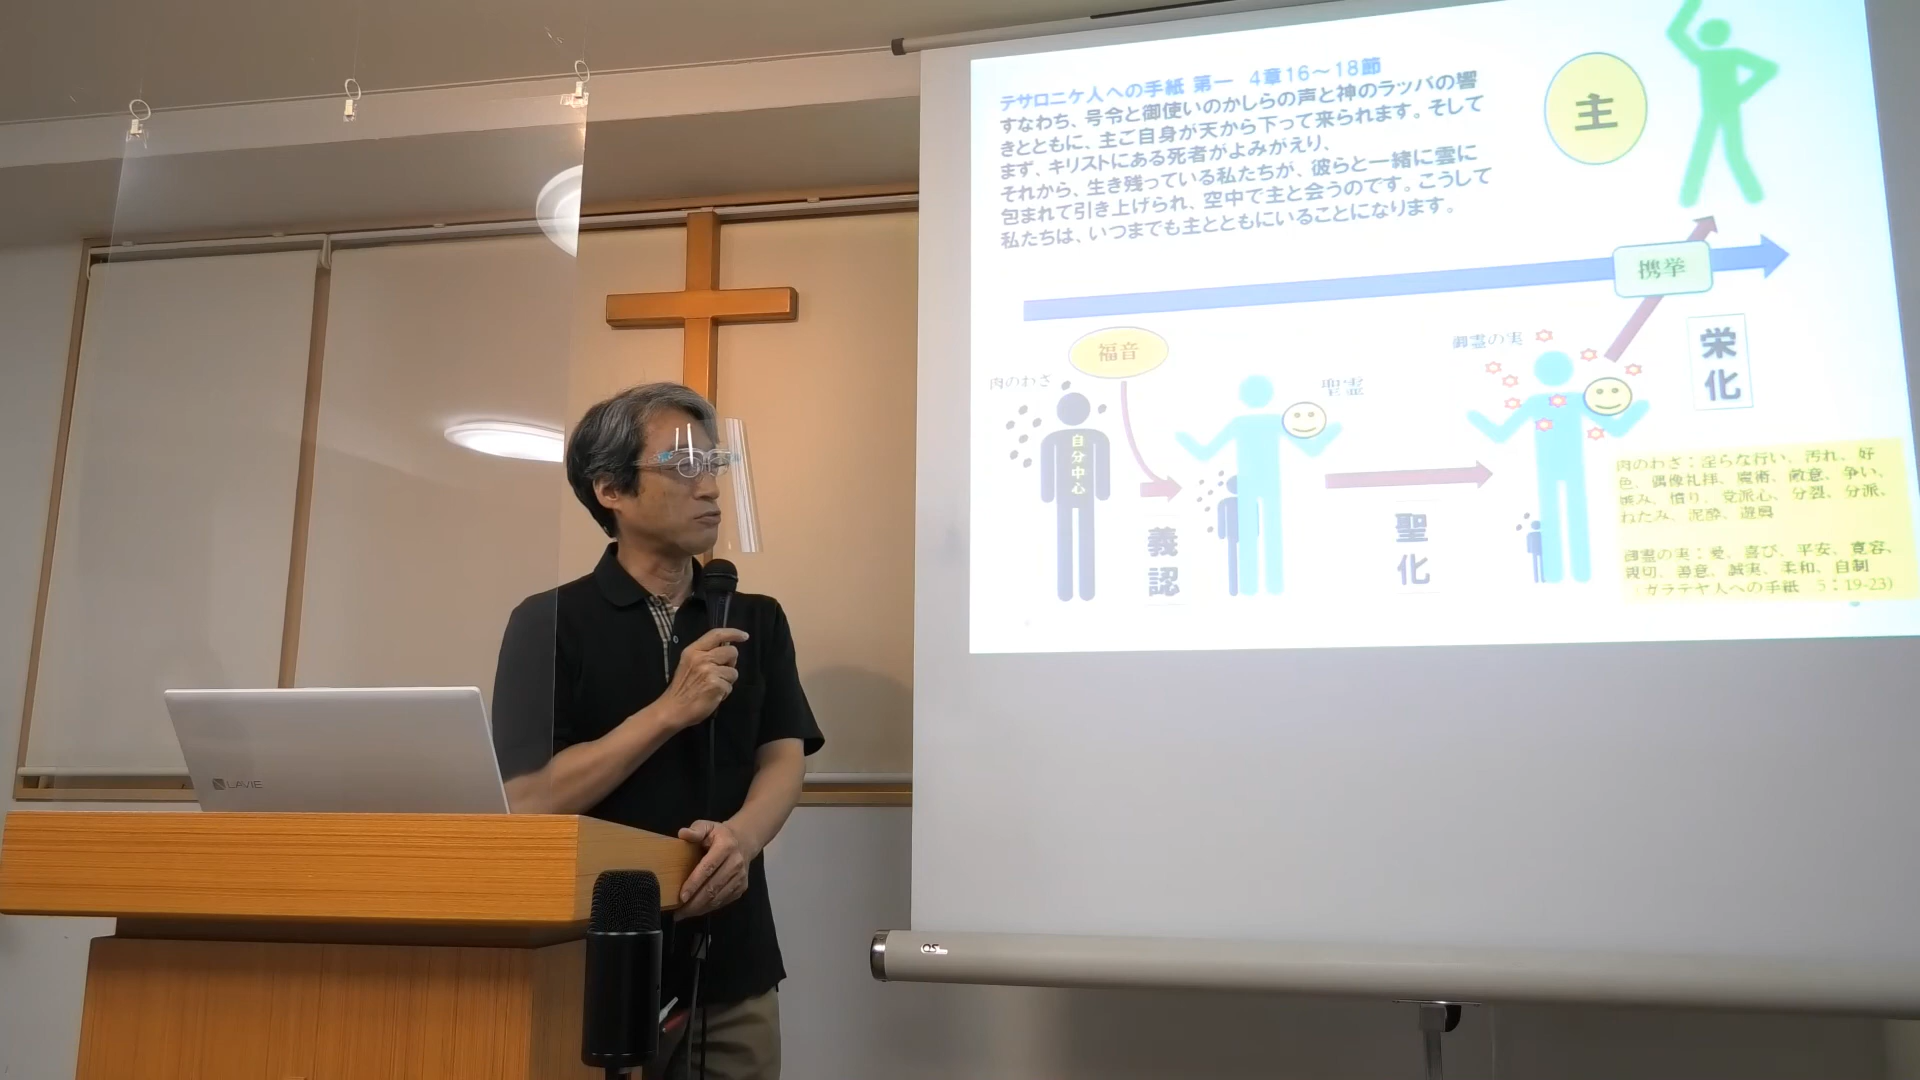 テサロニケ人への手紙 第一 4章16～18節
すなわち、号令と御使いのかしらの声と神のラッパの響
きとともに、主ご自身が天から下って来られます。そして
まず、キリストにある死者がよみがえり、
それから、生き残っている私たちが、彼らと一緒に雲に
包まれて引き上げられ、空中で主と会うのです。こうして
私たちは、いつまでも主とともにいることになります。
主
携挙
福音
肉のわざ
自分中心
義認
聖霊
聖化
御霊の実
栄化
肉のわざ：淫らな行い、汚れ、好
色、偶像礼拝、魔術、敵意、争い、
嫉み、憤り、党派心、分裂、分派、
ねたみ、泥酔、遊興
御霊の実：愛、喜び、平安、寛容、
親切、善意、誠実、柔和、自制
（ガラテヤ人への手紙 5：19-23）
LAVIE
OS